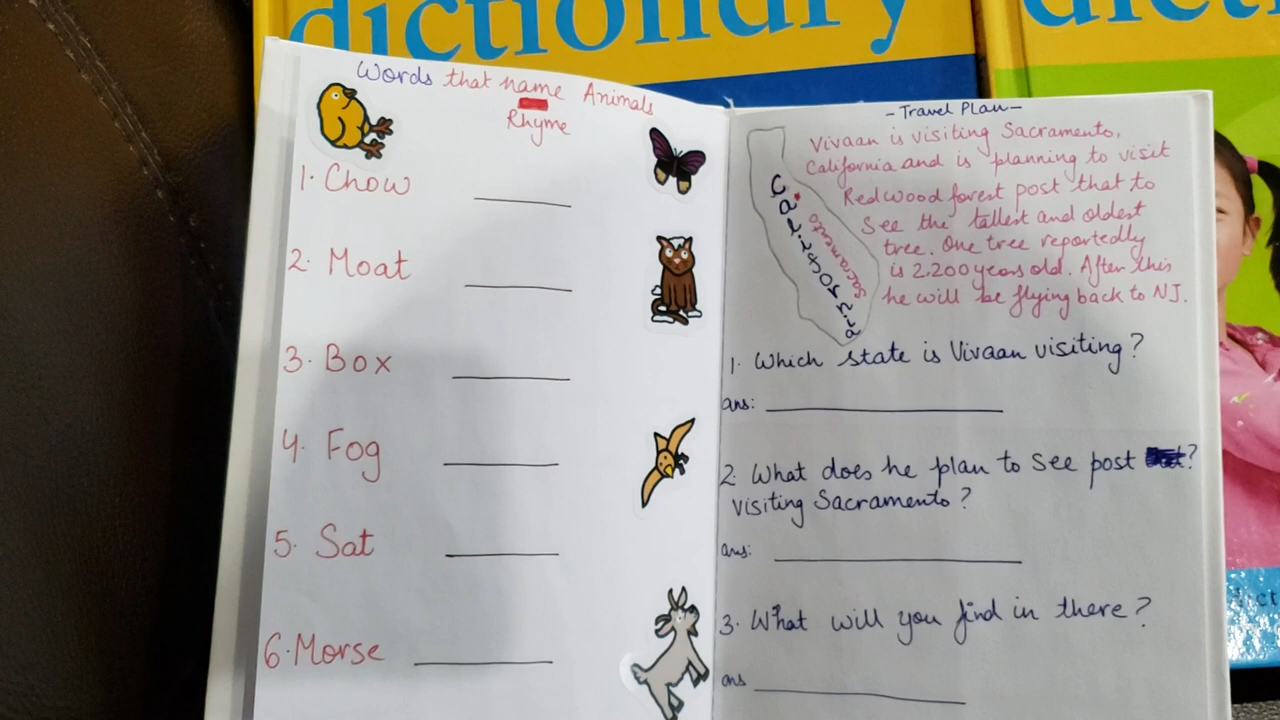 dictionary
Words that name Animals
Rhyme
1. Chow
2. Moat
3. Box
4. Fog
5. Sat
6. Morse
- Travel Plan -
Vivaan is visiting Sacramento,
California and is planning to visit
Redwood forest post that to
see the tallest and oldest
tree. One tree reportedly
is 2,200 years old. After this
he will be flying back to NJ.
Sacramento
1. Which state is Vivaan visiting?
ans:
2. What does he plan to see post ?
visiting Sacramento?
ans:
3. What will you find in there?
ans